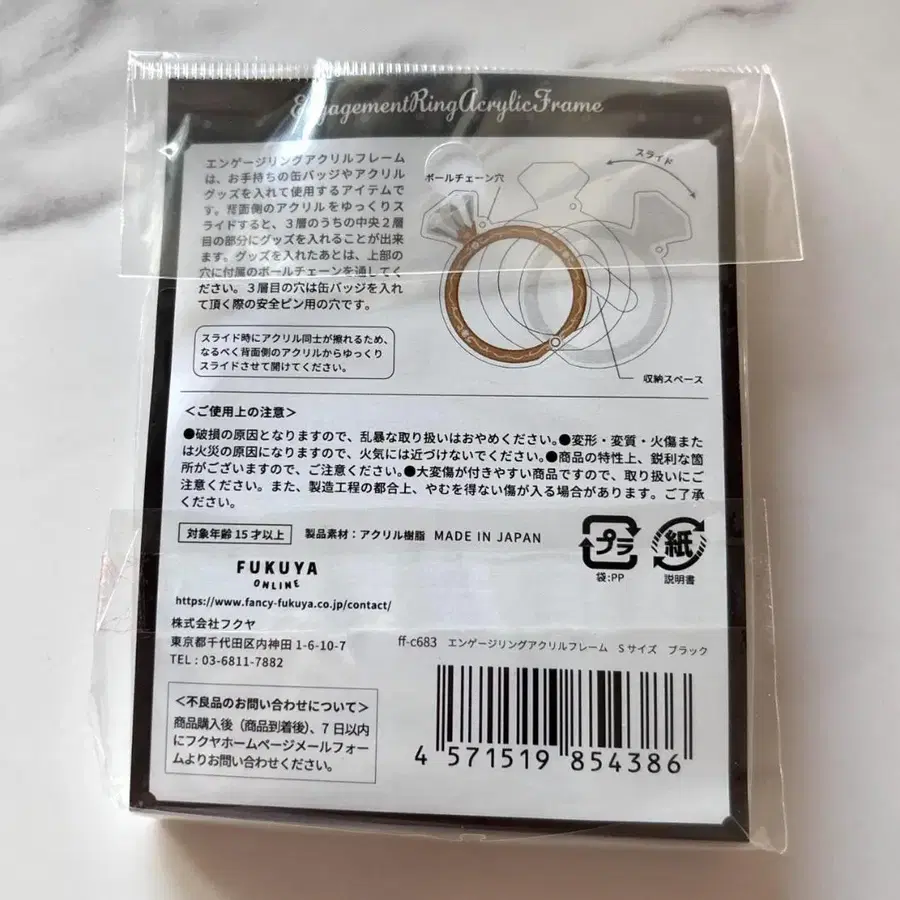 EngagementRingAcrylicFrame
エンゲージリングアクリルフレーム
は、お手持ちの缶バッジやアクリル
グッズを入れて使用するアイテムで
す。背面側のアクリルをゆっくりス
ライドすると、3層のうちの中央2層
目の部分にグッズを入れることが出来
ます。グッズを入れたあとは、上部の
穴に付属のボールチェーンを通してく
ださい。3層目の穴は缶バッジを入れ
て頂く際の安全ピン用の穴です。
ボールチェーン穴
スライド
収納スペース
スライド時にアクリル同士が擦れるため、
なるべく背面側のアクリルからゆっくり
スライドさせて開けてください。
＜ご使用上の注意＞
●破損の原因となりますので、乱暴な取り扱いはおやめください。●変形・変質・火傷また
は火災の原因になりますので、火気には近づけないでください。●商品の特性上、鋭利な箇
所がございますので、ご注意ください。●大変傷が付きやすい商品ですので、取り扱いにご
注意ください。また、製造工程の都合上、やむを得ない傷が入る場合があります。ご了承
ください。
対象年齢15才以上 製品素材：アクリル樹脂 MADE IN JAPAN
プラ
袋:PP
紙
説明書
FUKUYA
ONLINE
https://www.fancy-fukuya.co.jp/contact/
株式会社フクヤ
東京都千代田区内神田1-6-10-7
TEL : 03-6811-7882
＜不良品のお問い合わせについて＞
商品購入後（商品到着後）、7日以内
にフクヤホームページメールフォー
ムよりお問い合わせください。
ff-c683 エンゲージリングアクリルフレーム Sサイズ ブラック
4 571519 854386